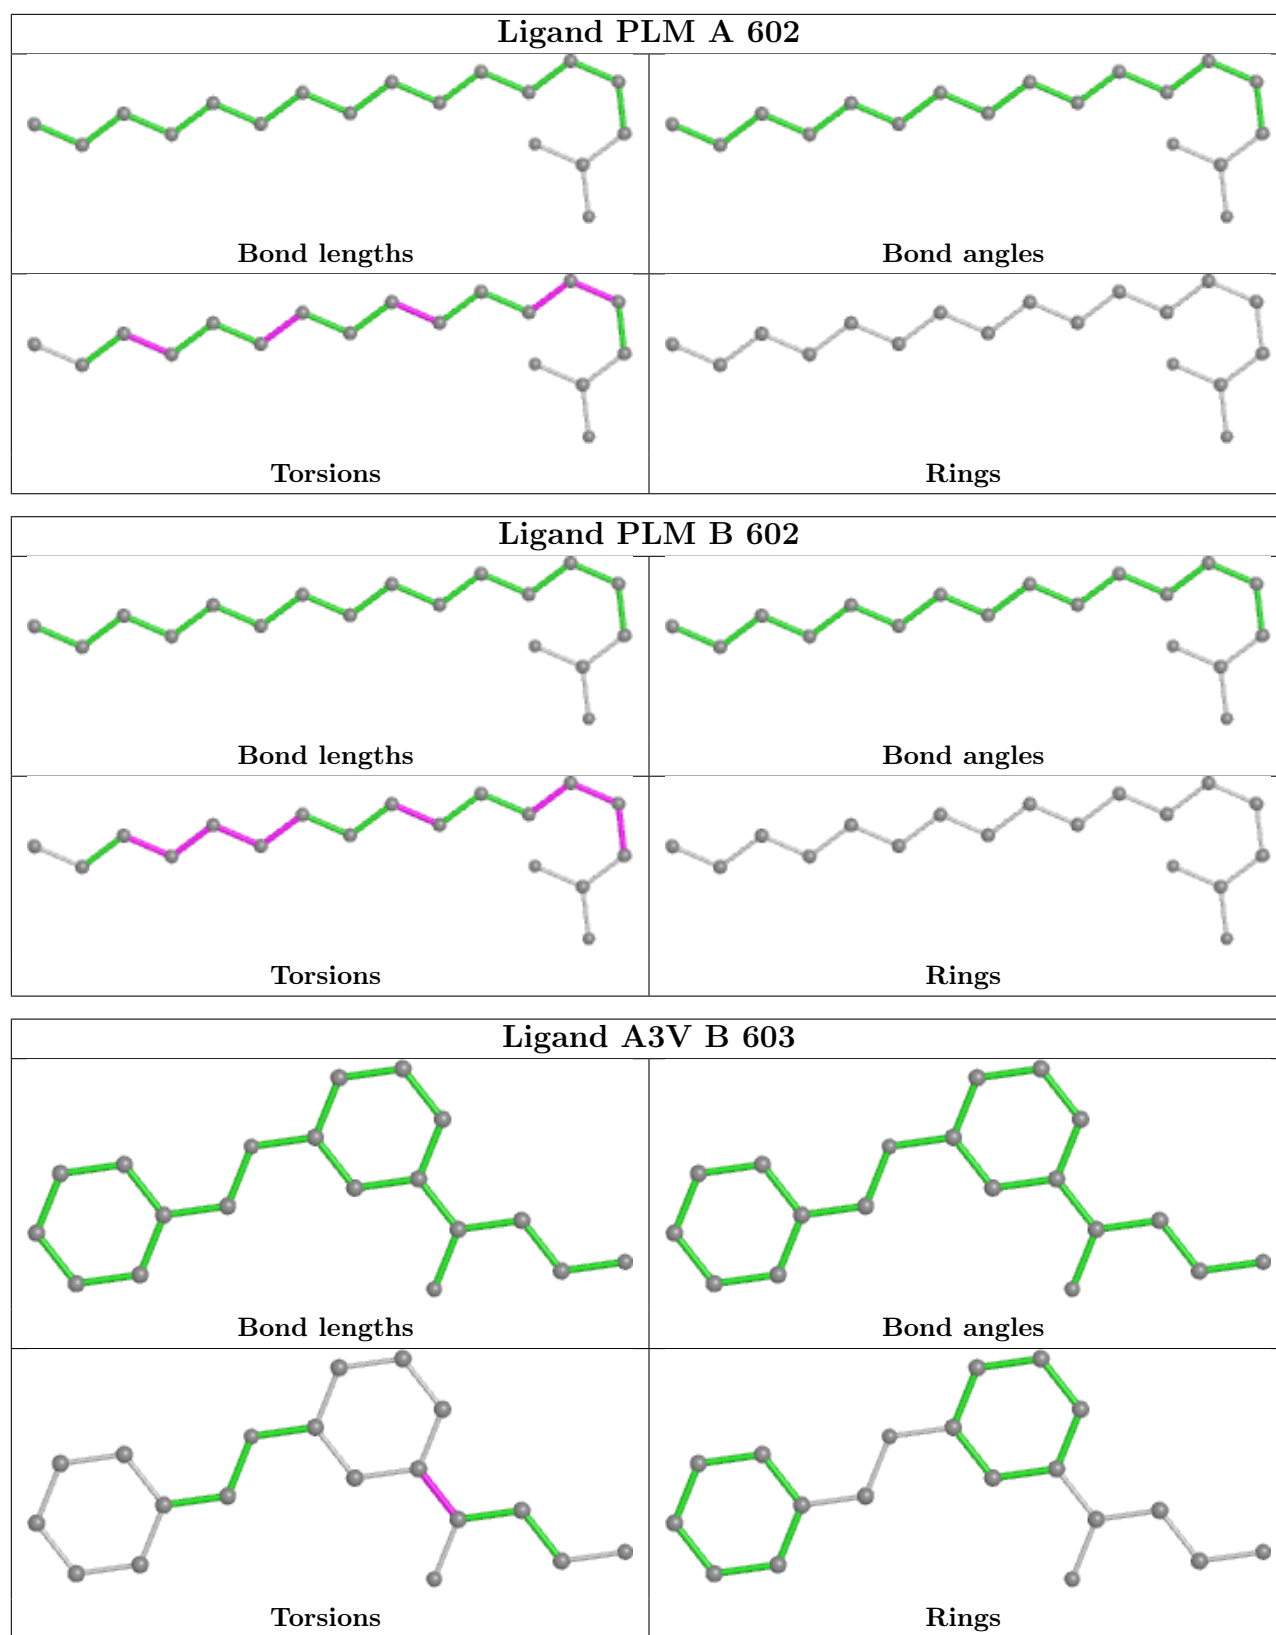 Ligand PLM A 602
Bond lengths
Bond angles
Torsions
Rings
Ligand PLM B 602
Bond lengths
Bond angles
Torsions
Rings
Ligand A3V B 603
Bond lengths
Bond angles
Torsions
Rings